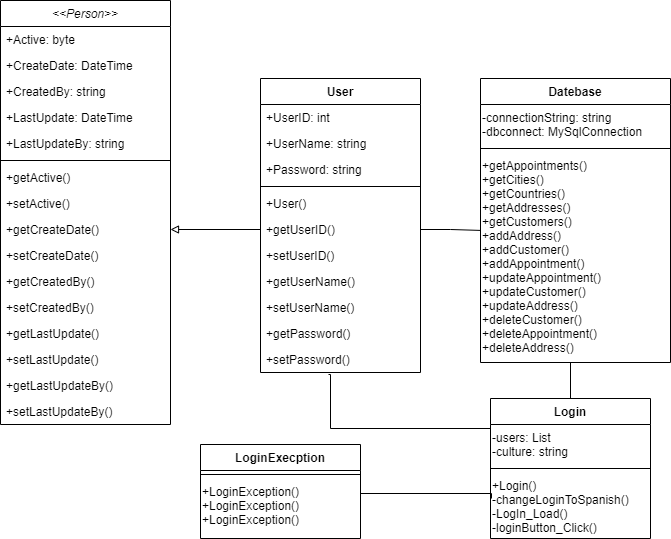 <<Person>>
+Active: byte
+CreateDate: DateTime
+CreatedBy: string
+LastUpdate: DateTime
+LastUpdateBy: string
+getActive()
+setActive()
+getCreateDate()
+setCreateDate()
+getCreatedBy()
+setCreatedBy()
+getLastUpdate()
+setLastUpdate()
+getLastUpdateBy()
+setLastUpdateBy()
User
+UserID: int
+UserName: string
+Password: string
+User()
+getUserID()
+setUserID()
+getUserName()
+setUserName()
+getPassword()
+setPassword()
Datebase
-connectionString: string
-dbconnect: MySqlConnection
+getAppointments()
+getCities()
+getCountries()
+getAddresses()
+getCustomers()
+addAddress()
+addCustomer()
+addAppointment()
+updateAppointment()
+updateCustomer()
+updateAddress()
+deleteCustomer()
+deleteAppointment()
+deleteAddress()
LoginExecption
+LoginException()
+LoginException()
+LoginException()
Login
-users: List
-culture: string
+Login()
-changeLoginToSpanish()
-LogIn_Load()
-loginButton_Click()